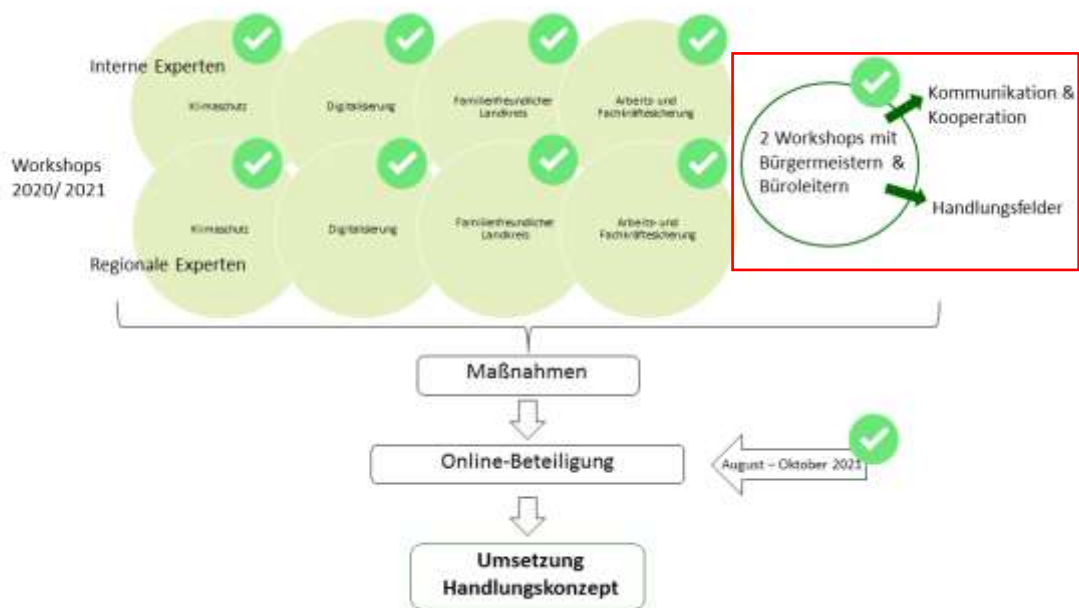 Interne Experten
Klimaschutz
Digitalisierung
Familienfreundlicher
Landkreis
Arbeits- und
Fachkräftesicherung
Workshops
2020/ 2021
Klimaschutz
Digitalisierung
Familienfreundlicher
Landkreis
Arbeits- und
Fachkräftesicherung
Regionale Experten
2 Workshops mit
Bürgermeistern &
Büroleitern
Kommunikation &
Kooperation
Handlungsfelder
Maßnahmen
Online-Beteiligung
August – Oktober 2021
Umsetzung
Handlungskonzept